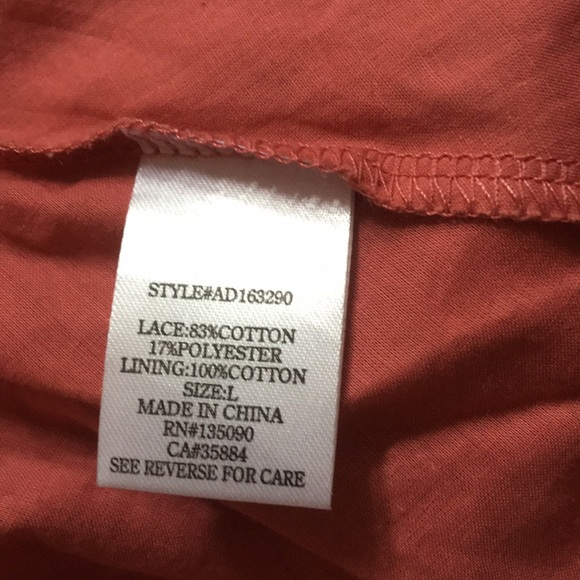 STYLE#AD163290
LACE:83%COTTON
17%POLYESTER
LINING:100%COTTON
SIZE:L
MADE IN CHINA
RN#135090
CA#35884
SEE REVERSE FOR CARE